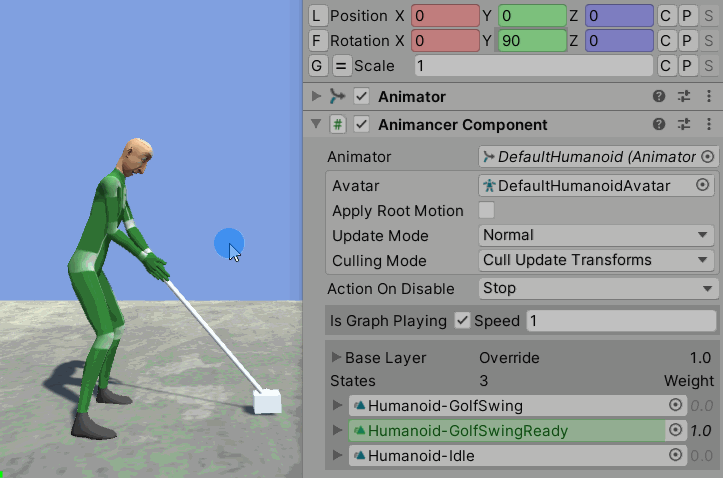 L Position X 0 Y 0 Z 0 C P S
F Rotation X 0 Y 90 Z 0 C P S
G = Scale 1 C P S
Animator
# Animancer Component
Animator DefaultHumanoid (Animator
Avatar DefaultHumanoidAvatar
Apply Root Motion
Update Mode Normal
Culling Mode Cull Update Transforms
Action On Disable Stop
Is Graph Playing Speed 1
Base Layer Override 1.0
States 3 Weight
Humanoid-GolfSwing 0.0
Humanoid-GolfSwingReady 1.0
Humanoid-Idle 0.0